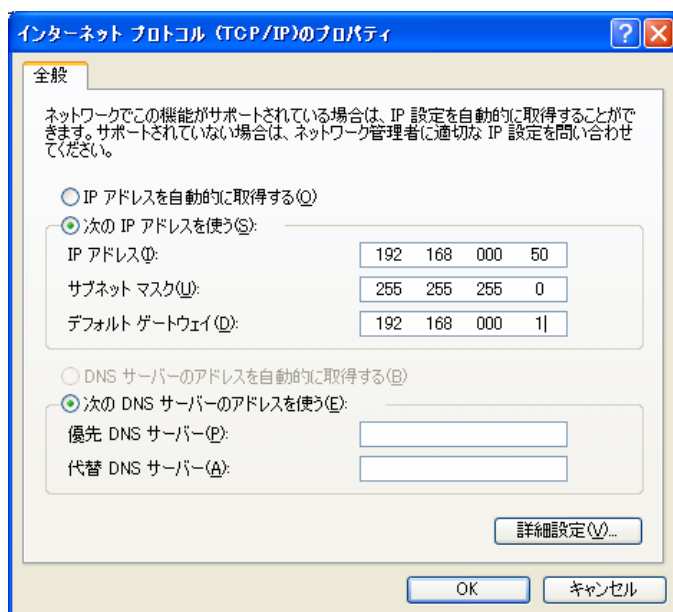 インターネット プロトコル (TCP/IP)のプロパティ
全般
ネットワークでこの機能がサポートされている場合は、IP 設定を自動的に取得することがで
きます。サポートされていない場合は、ネットワーク管理者に適切な IP 設定を問い合わせ
てください。
IP アドレスを自動的に取得する(O)
次の IP アドレスを使う(S):
IP アドレス(I): 192 168 000 50
サブネット マスク(U): 255 255 255 0
デフォルト ゲートウェイ(D): 192 168 000 1
DNS サーバーのアドレスを自動的に取得する(B)
次の DNS サーバーのアドレスを使う(E):
優先 DNS サーバー(P):
代替 DNS サーバー(A):
詳細設定(V)...
OK キャンセル